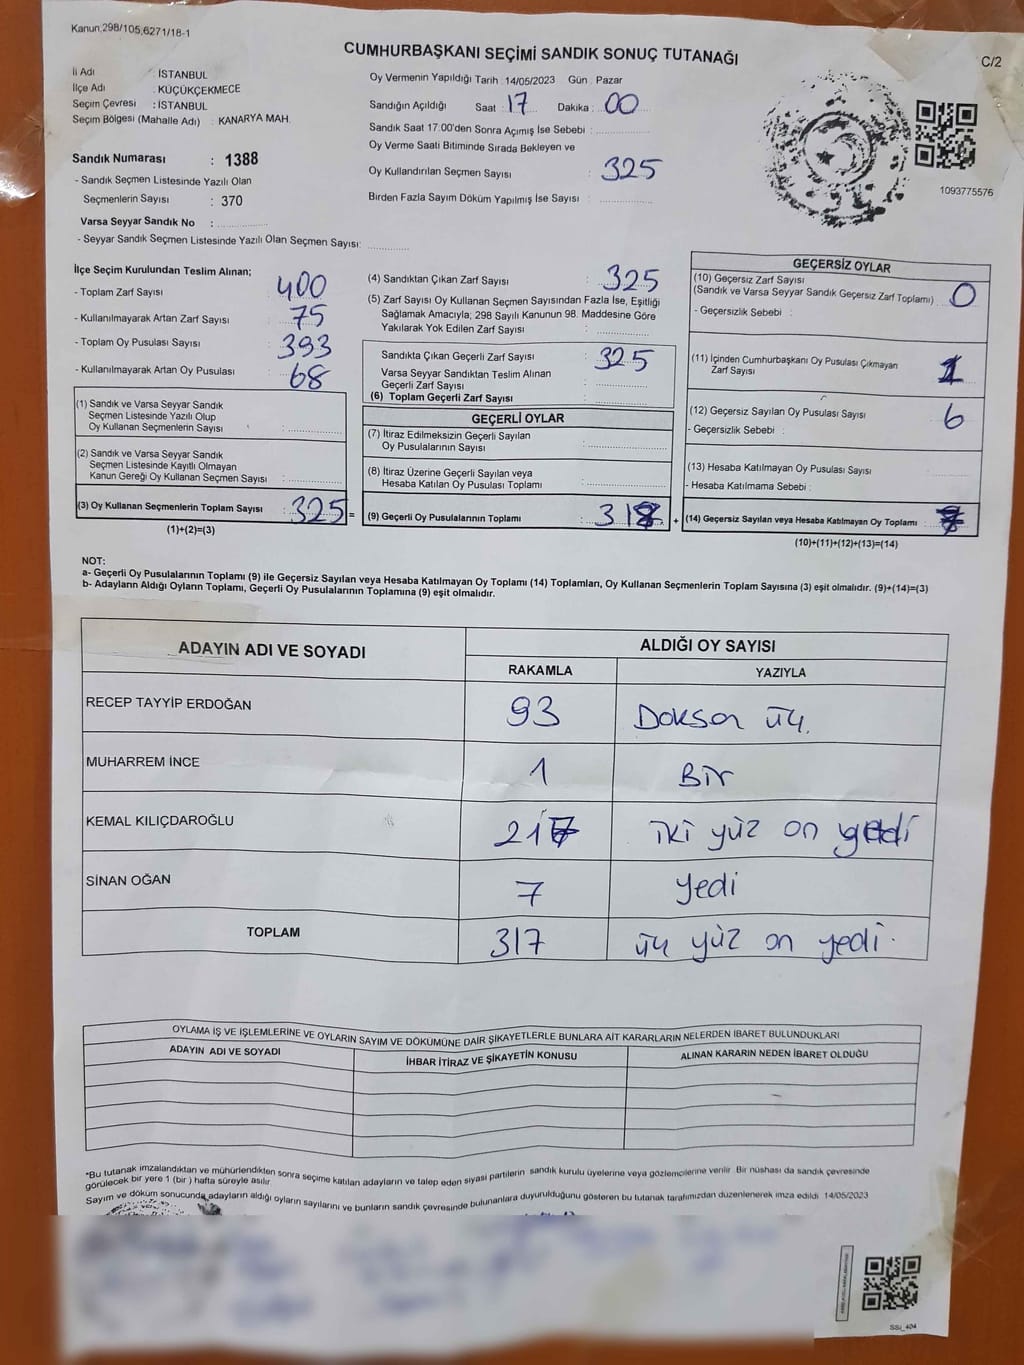 Kanun,298/105,6271/18-1
CUMHURBAŞKANI SEÇİMİ SANDIK SONUÇ TUTANAĞI
C/2
İl Adı : İSTANBUL
İlçe Adı : KÜÇÜKÇEKMECE
Seçim Çevresi : İSTANBUL
Seçim Bölgesi (Mahalle Adı) : KANARYA MAH.
Sandık Numarası : 1388
- Sandık Seçmen Listesinde Yazılı Olan
Seçmenlerin Sayısı : 370
Varsa Seyyar Sandık No :
- Seyyar Sandık Seçmen Listesinde Yazılı Olan Seçmen Sayısı:
Oy Vermenin Yapıldığı Tarih : 14/05/2023 Gün : Pazar
Sandığın Açıldığı Saat : 17 Dakika : 00
Sandık Saat 17:00'den Sonra Açımış İse Sebebi :
Oy Verme Saati Bitiminde Sırada Bekleyen ve
Oy Kullandırılan Seçmen Sayısı : 325
Birden Fazla Sayım Döküm Yapılmış İse Sayısı :
1093775576
İlçe Seçim Kurulundan Teslim Alınan;
- Toplam Zarf Sayısı : 400
- Kullanılmayarak Artan Zarf Sayısı : 75
- Toplam Oy Pusulası Sayısı : 393
- Kullanılmayarak Artan Oy Pusulası : 68
(1) Sandık ve Varsa Seyyar Sandık
Seçmen Listesinde Yazılı Olup
Oy Kullanan Seçmenlerin Sayısı :
(2) Sandık ve Varsa Seyyar Sandık
Seçmen Listesinde Kayıtlı Olmayan
Kanun Gereği Oy Kullanan Seçmen Sayısı :
(3) Oy Kullanan Seçmenlerin Toplam Sayısı : 325 =
(1)+(2)=(3)
(4) Sandıktan Çıkan Zarf Sayısı : 325
(5) Zarf Sayısı Oy Kullanan Seçmen Sayısından Fazla İse, Eşitliği
Sağlamak Amacıyla; 298 Sayılı Kanunun 98. Maddesine Göre
Yakılarak Yok Edilen Zarf Sayısı :
Sandıkta Çıkan Geçerli Zarf Sayısı : 325
Varsa Seyyar Sandıktan Teslim Alınan
Geçerli Zarf Sayısı :
(6) Toplam Geçerli Zarf Sayısı :
GEÇERLİ OYLAR
(7) İtiraz Edilmeksizin Geçerli Sayılan
Oy Pusulalarının Sayısı :
(8) İtiraz Üzerine Geçerli Sayılan veya
Hesaba Katılan Oy Pusulası Toplamı :
(9) Geçerli Oy Pusulalarının Toplamı : 318 +
GEÇERSİZ OYLAR
(10) Geçersiz Zarf Sayısı
(Sandık ve Varsa Seyyar Sandık Geçersiz Zarf Toplamı) : 0
- Geçersizlik Sebebi :
(11) İçinden Cumhurbaşkanı Oy Pusulası Çıkmayan
Zarf Sayısı : 1
(12) Geçersiz Sayılan Oy Pusulası Sayısı : 6
- Geçersizlik Sebebi :
(13) Hesaba Katılmayan Oy Pusulası Sayısı
- Hesaba Katılmama Sebebi :
(14) Geçersiz Sayılan veya Hesaba Katılmayan Oy Toplamı : 7
(10)+(11)+(12)+(13)=(14)
NOT:
a- Geçerli Oy Pusulalarının Toplamı (9) ile Geçersiz Sayılan veya Hesaba Katılmayan Oy Toplamı (14) Toplamları, Oy Kullanan Seçmenlerin Toplam Sayısına (3) eşit olmalıdır. (9)+(14)=(3)
b- Adayların Aldığı Oyların Toplamı, Geçerli Oy Pusulalarının Toplamına (9) eşit olmalıdır.
ADAYIN ADI VE SOYADI
ALDIĞI OY SAYISI
RAKAMLA YAZIYLA
RECEP TAYYİP ERDOĞAN 93 Doksan üç.
MUHARREM İNCE 1 Bir
KEMAL KILIÇDAROĞLU 217 iki yüz on yedi
SİNAN OĞAN 7 yedi
TOPLAM 317 üç yüz on yedi.
OYLAMA İŞ VE İŞLEMLERİNE VE OYLARIN SAYIM VE DÖKÜMÜNE DAİR ŞİKAYETLERLE BUNLARA AİT KARARLARIN NELERDEN İBARET BULUNDUKLARI
ADAYIN ADI VE SOYADI İHBAR İTİRAZ VE ŞİKAYETİN KONUSU ALINAN KARARIN NEDEN İBARET OLDUĞU
*Bu tutanak imzalandıktan ve mühürlendikten sonra seçime katılan adayların ve talep eden siyasi partilerin sandık kurulu üyelerine veya gözlemcilerine verilir. Bir nüshası da sandık çevresinde
görülecek bir yere 1 (bir) hafta süreyle asılır.
Sayım ve döküm sonucunda adayların aldığı oyların sayılarını ve bunların sandık çevresinde bulunanlara duyurulduğunu gösteren bu tutanak tarafımızdan düzenlenerek imza edildi. 14/05/2023
SSİ_404